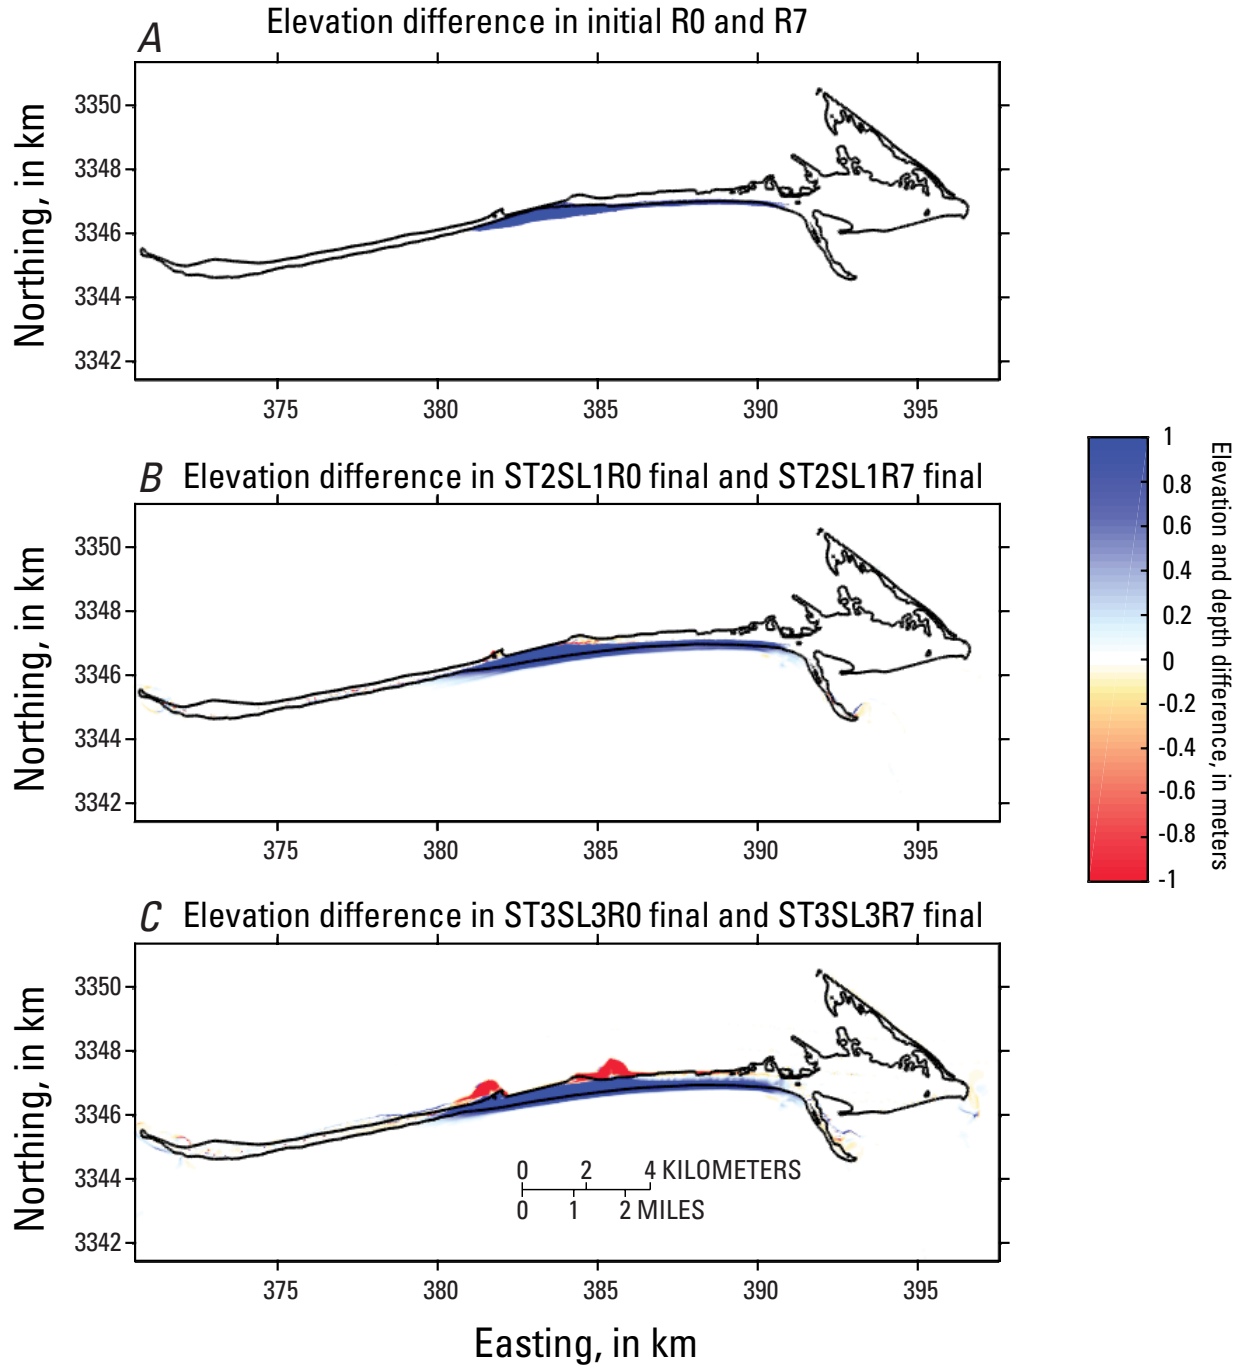 A Elevation difference in initial R0 and R7
Northing, in km
3350
3348
3346
3344
3342
375 380 385 390 395
B Elevation difference in ST2SL1R0 final and ST2SL1R7 final
Northing, in km
3350
3348
3346
3344
3342
375 380 385 390 395
1
0.8
0.6
0.4
0.2
0
-0.2
-0.4
-0.6
-0.8
-1
Elevation and depth difference, in meters
C Elevation difference in ST3SL3R0 final and ST3SL3R7 final
Northing, in km
3350
3348
3346
3344
3342
0 2 4 KILOMETERS
0 1 2 MILES
375 380 385 390 395
Easting, in km